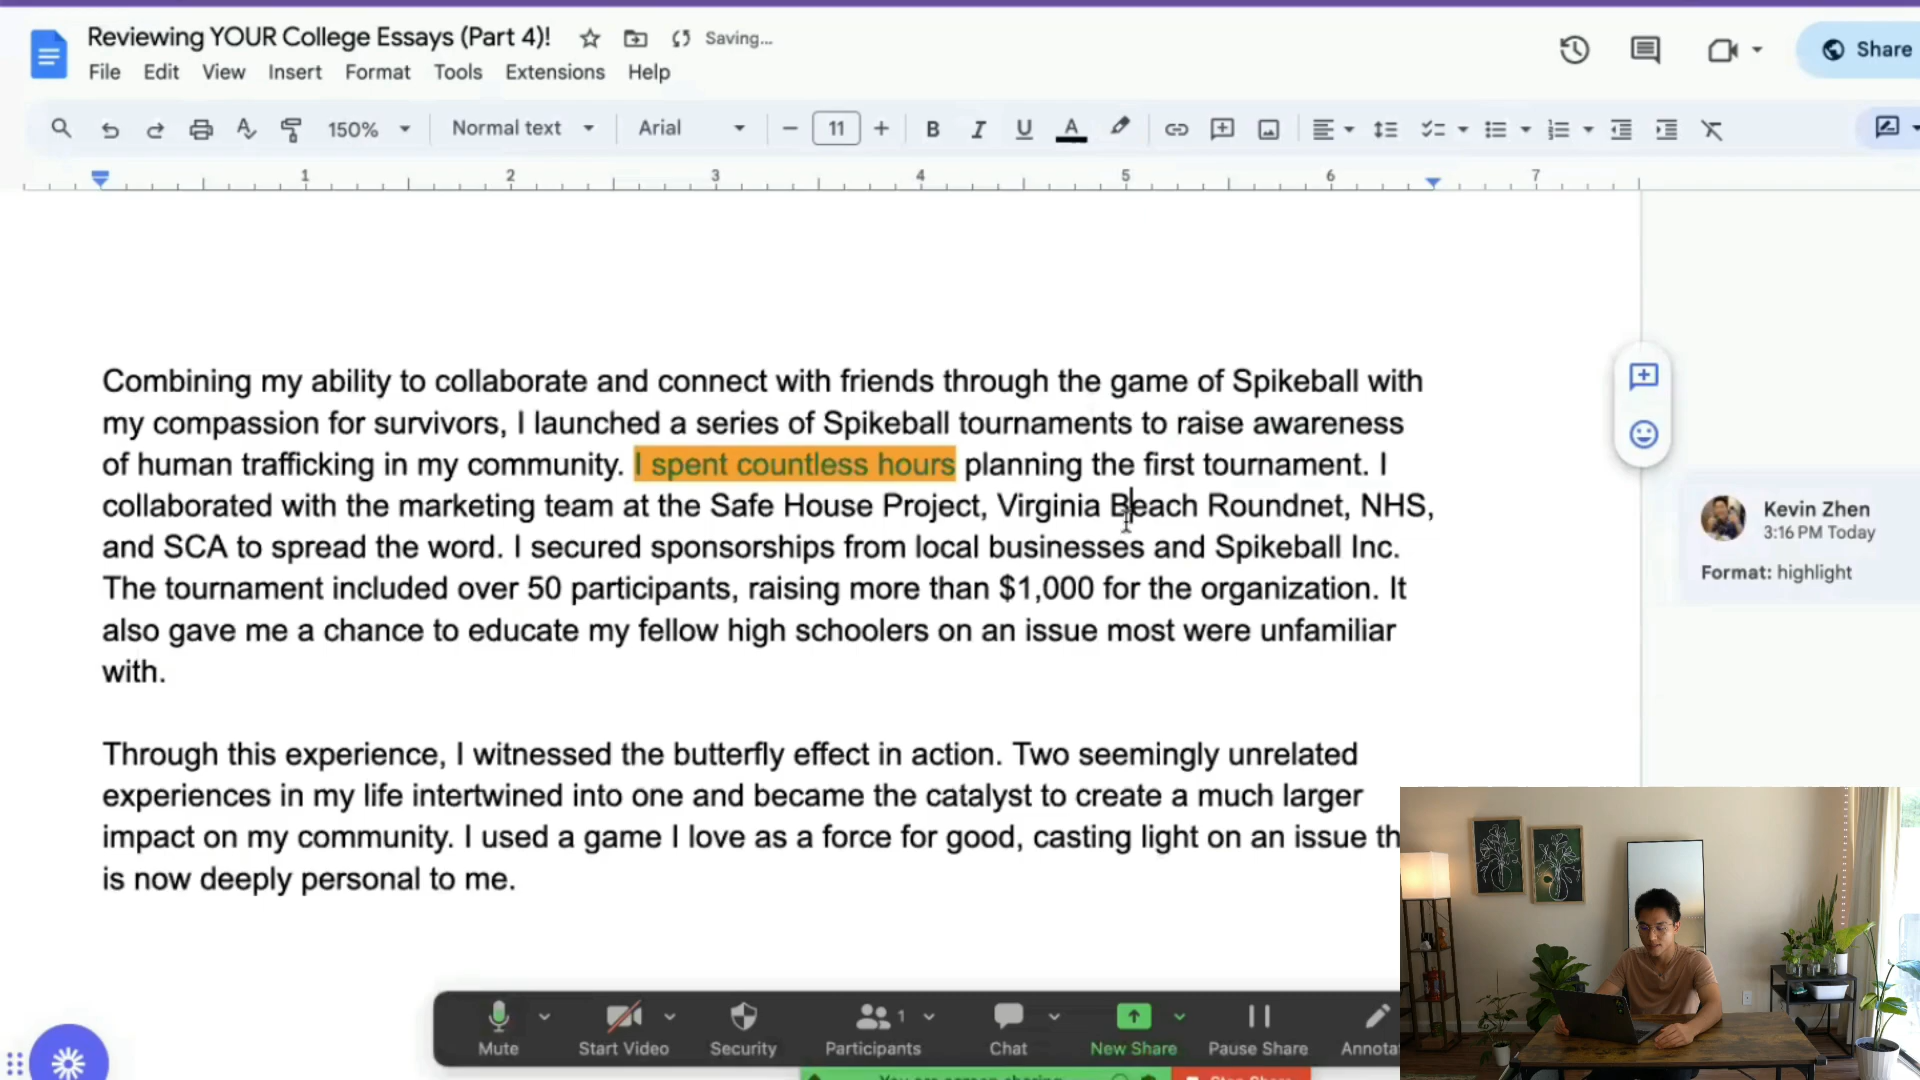 Reviewing YOUR College Essays (Part 4)!
Saving...
File Edit View Insert Format Tools Extensions Help
Share
150% Normal text Arial 11 B I U A
1 2 3 4 5 6 7
Combining my ability to collaborate and connect with friends through the game of Spikeball with
my compassion for survivors, I launched a series of Spikeball tournaments to raise awareness
of human trafficking in my community. I spent countless hours planning the first tournament. I
collaborated with the marketing team at the Safe House Project, Virginia Beach Roundnet, NHS,
and SCA to spread the word. I secured sponsorships from local businesses and Spikeball Inc.
The tournament included over 50 participants, raising more than $1,000 for the organization. It
also gave me a chance to educate my fellow high schoolers on an issue most were unfamiliar
with.
Kevin Zhen
3:16 PM Today
Format: highlight
Through this experience, I witnessed the butterfly effect in action. Two seemingly unrelated
experiences in my life intertwined into one and became the catalyst to create a much larger
impact on my community. I used a game I love as a force for good, casting light on an issue th
is now deeply personal to me.
1
Mute Start Video Security Participants Chat New Share Pause Share Annota